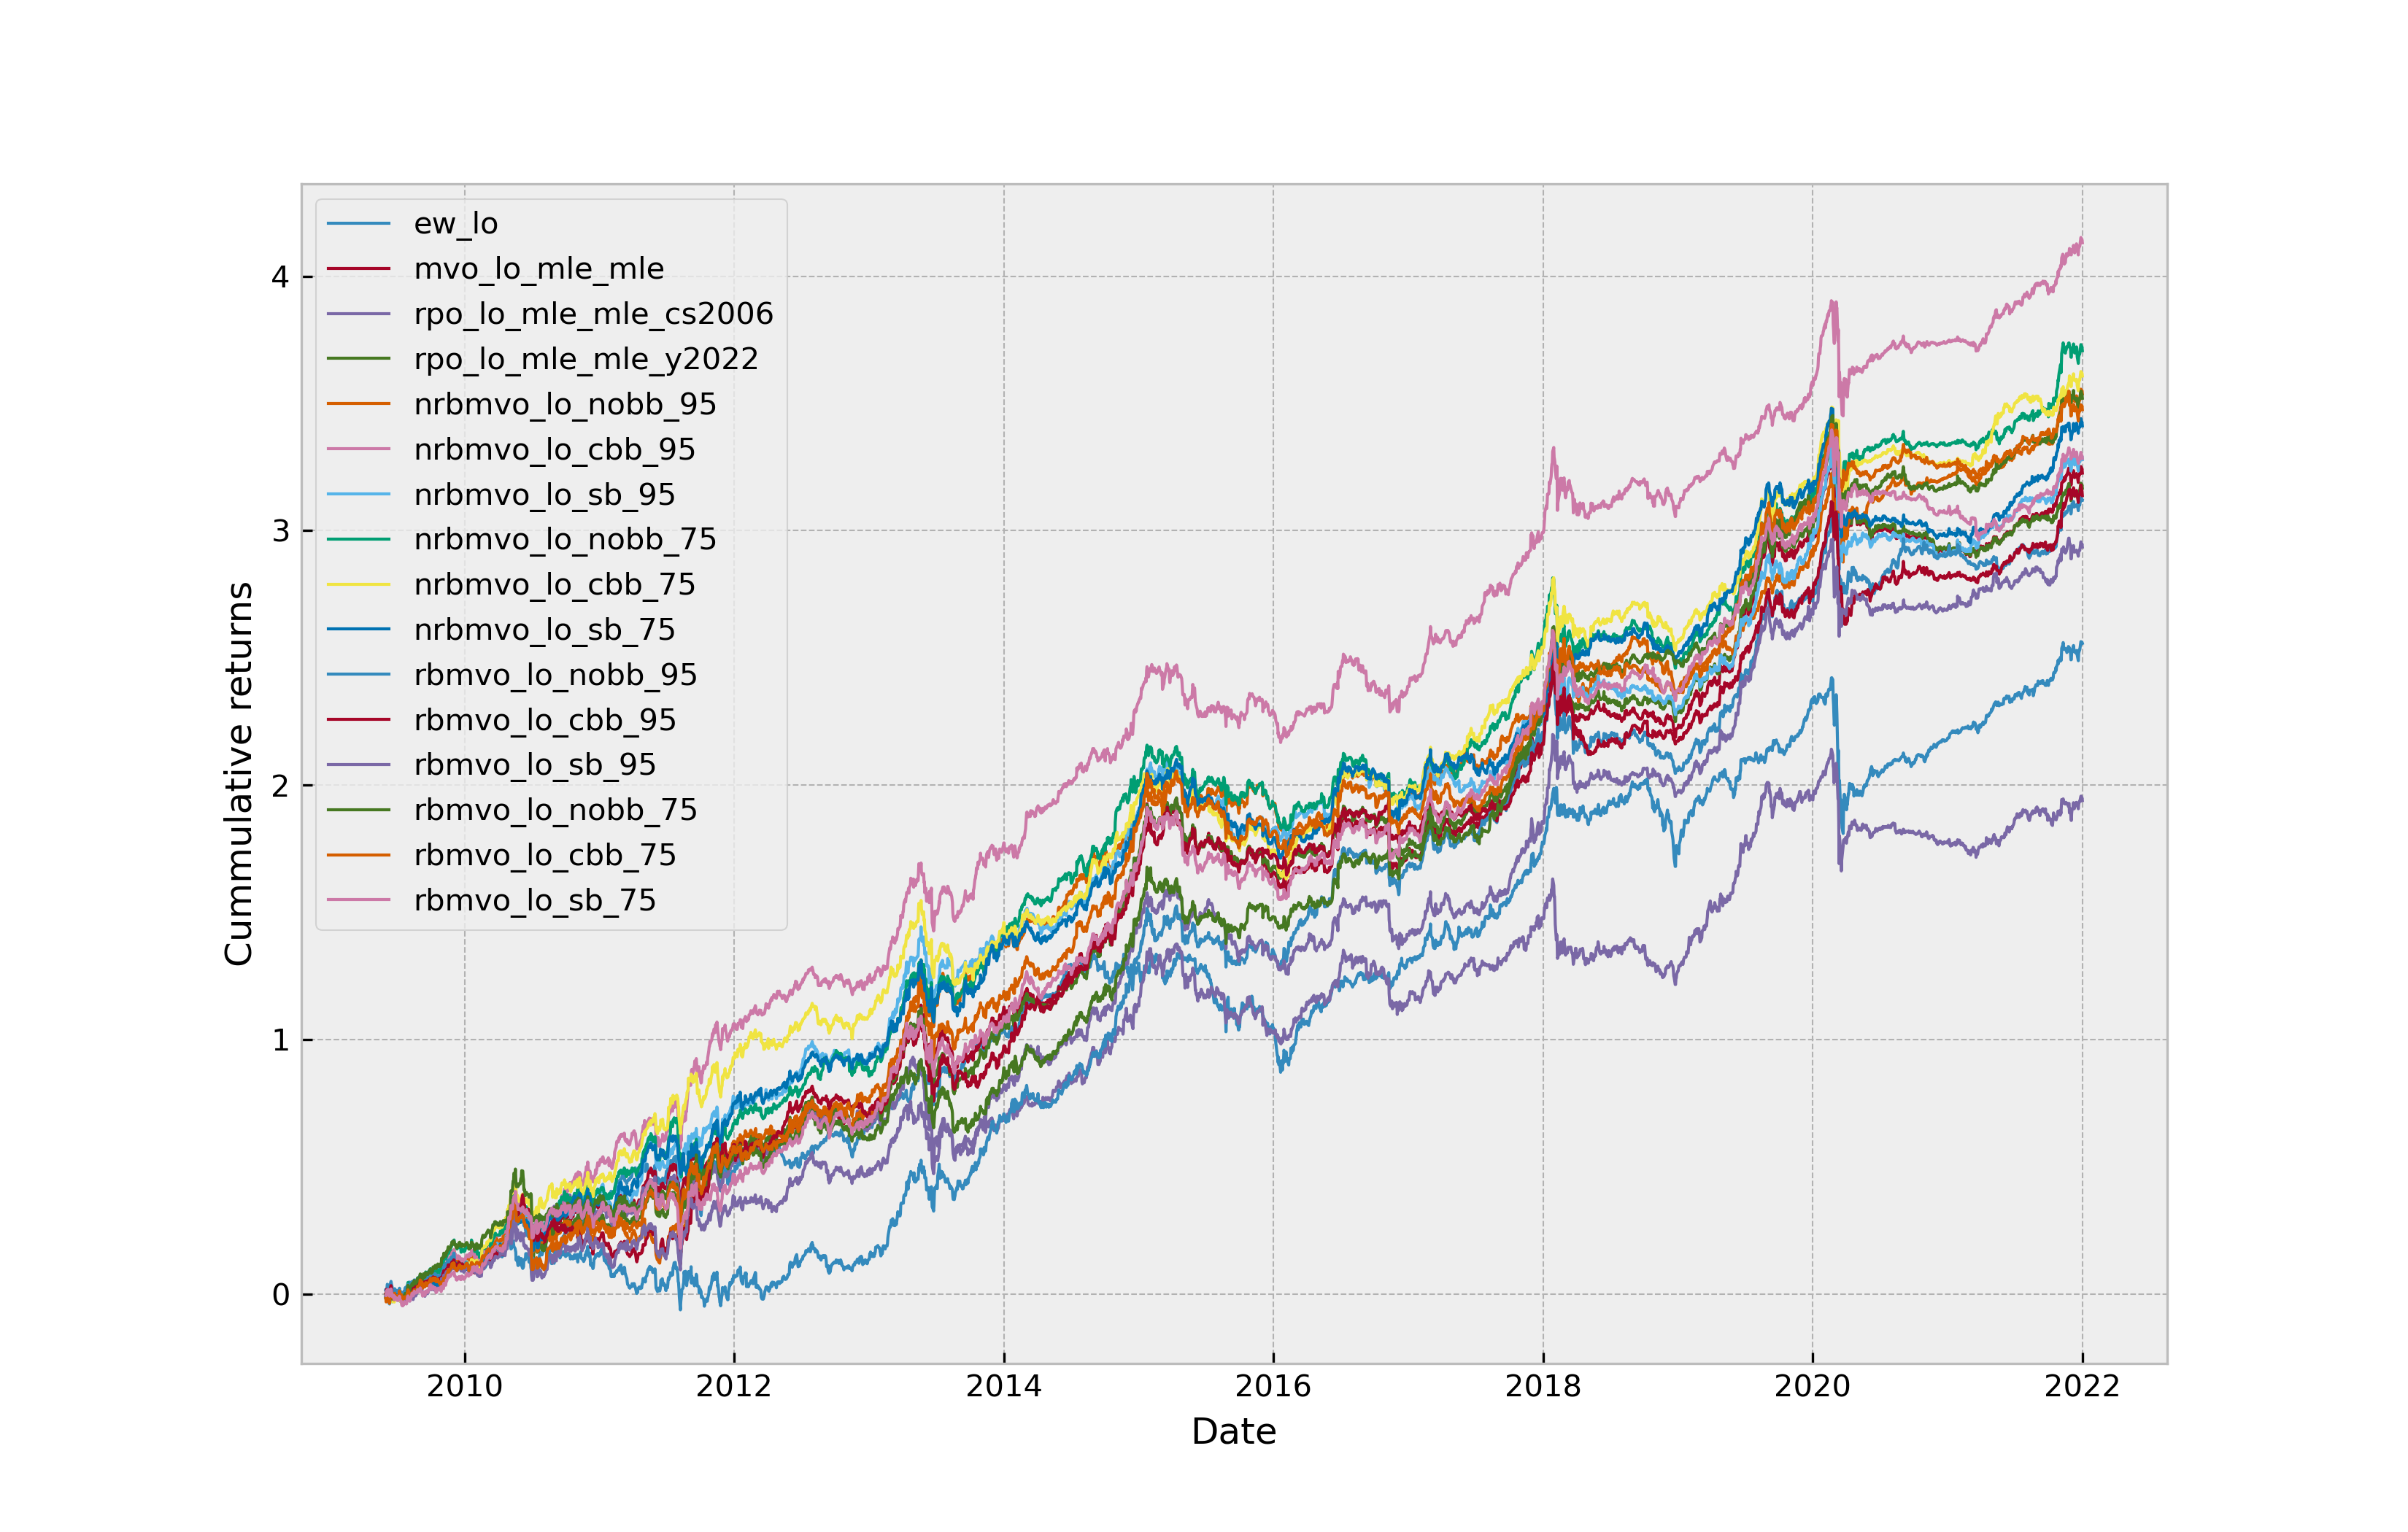 ew_lo
mvo_lo_mle_mle
rpo_lo_mle_mle_cs2006
rpo_lo_mle_mle_y2022
nrbmvo_lo_nobb_95
nrbmvo_lo_cbb_95
nrbmvo_lo_sb_95
nrbmvo_lo_nobb_75
nrbmvo_lo_cbb_75
nrbmvo_lo_sb_75
rbmvo_lo_nobb_95
rbmvo_lo_cbb_95
rbmvo_lo_sb_95
rbmvo_lo_nobb_75
rbmvo_lo_cbb_75
rbmvo_lo_sb_75
Cummulative returns
4
3
2
1
0
2010 2012 2014 2016 2018 2020 2022
Date